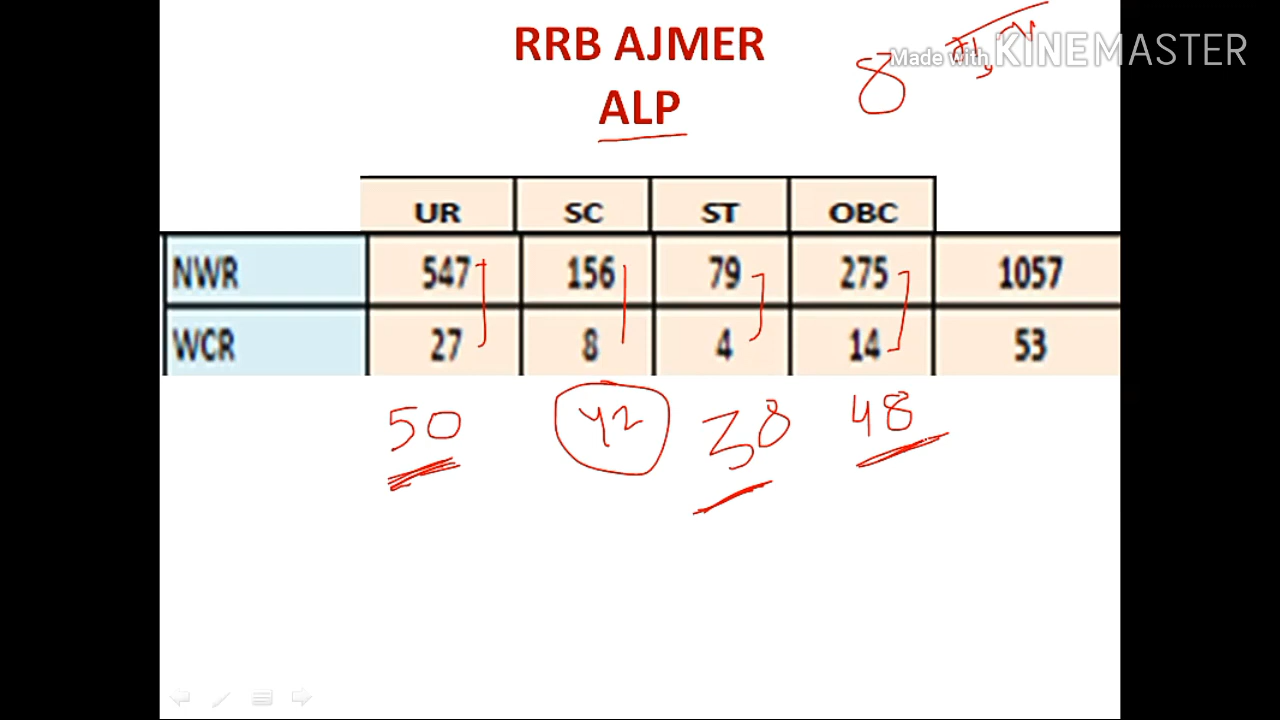 RRB AJMER
ALP
8
Made with KINEMASTER
UR SC ST OBC
NWR 547 156 79 275 1057
WCR 27 8 4 14 53
50 42 38 48